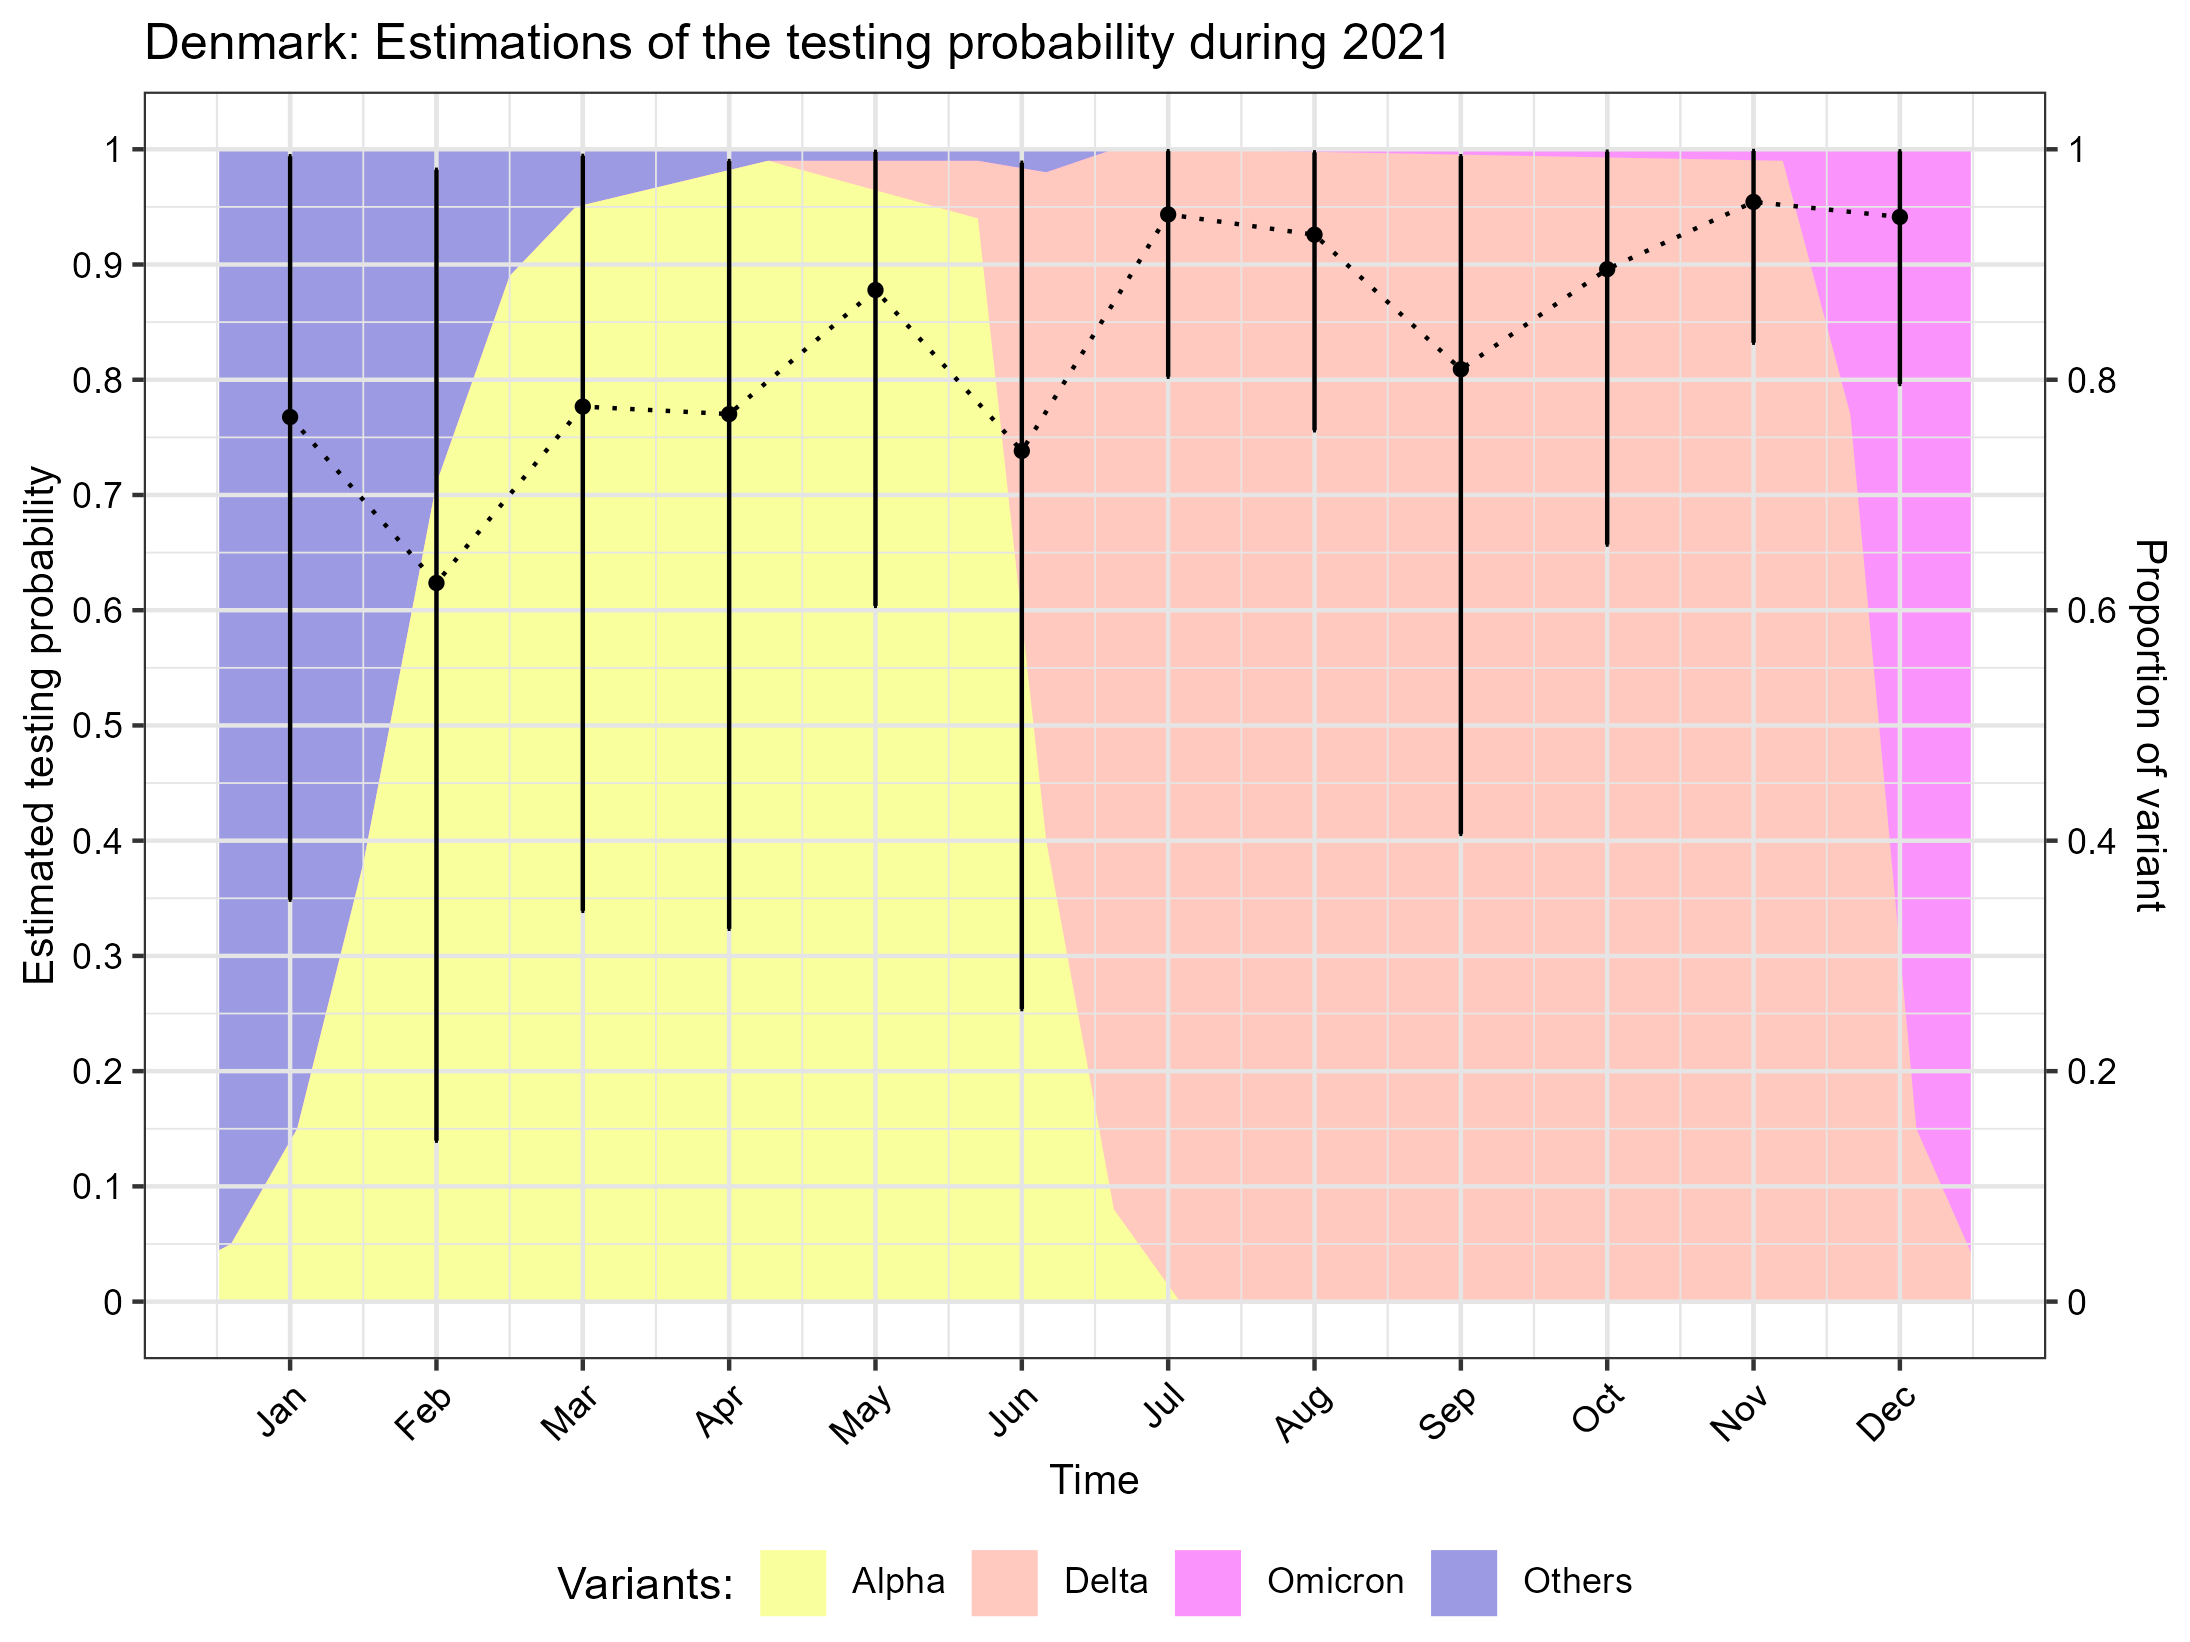 Denmark: Estimations of the testing probability during 2021
Estimated testing probability
1
0.9
0.8
0.7
0.6
0.5
0.4
0.3
0.2
0.1
0
1
0.8
0.6
0.4
0.2
0
Proportion of variant
Jan
Feb
Mar
Apr
May
Jun
Jul
Aug
Sep
Oct
Nov
Dec
Time
Variants: Alpha Delta Omicron Others